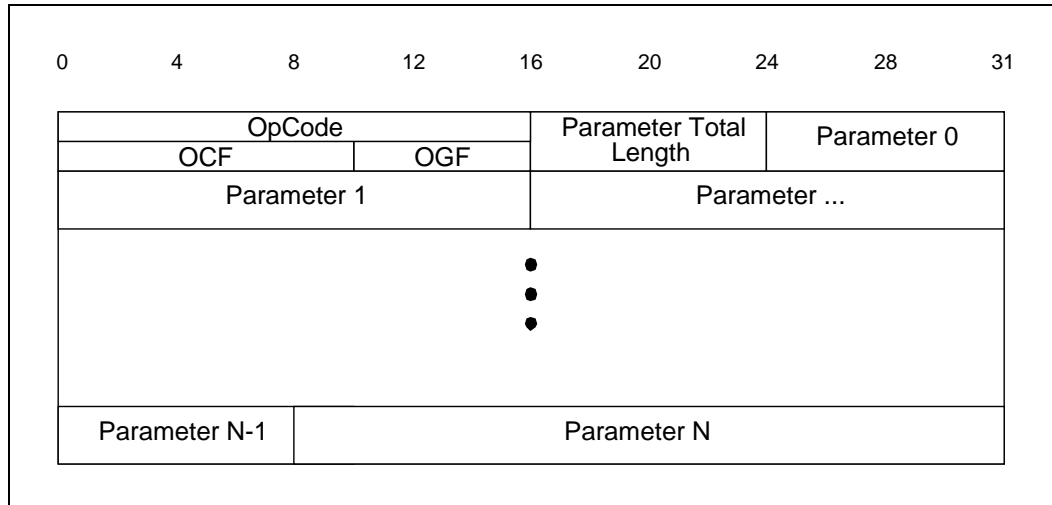 0 4 8 12 16 20 24 28 31
OpCode
Parameter Total
Length
Parameter 0
OCF
OGF
Parameter 1
Parameter ...
Parameter N-1
Parameter N